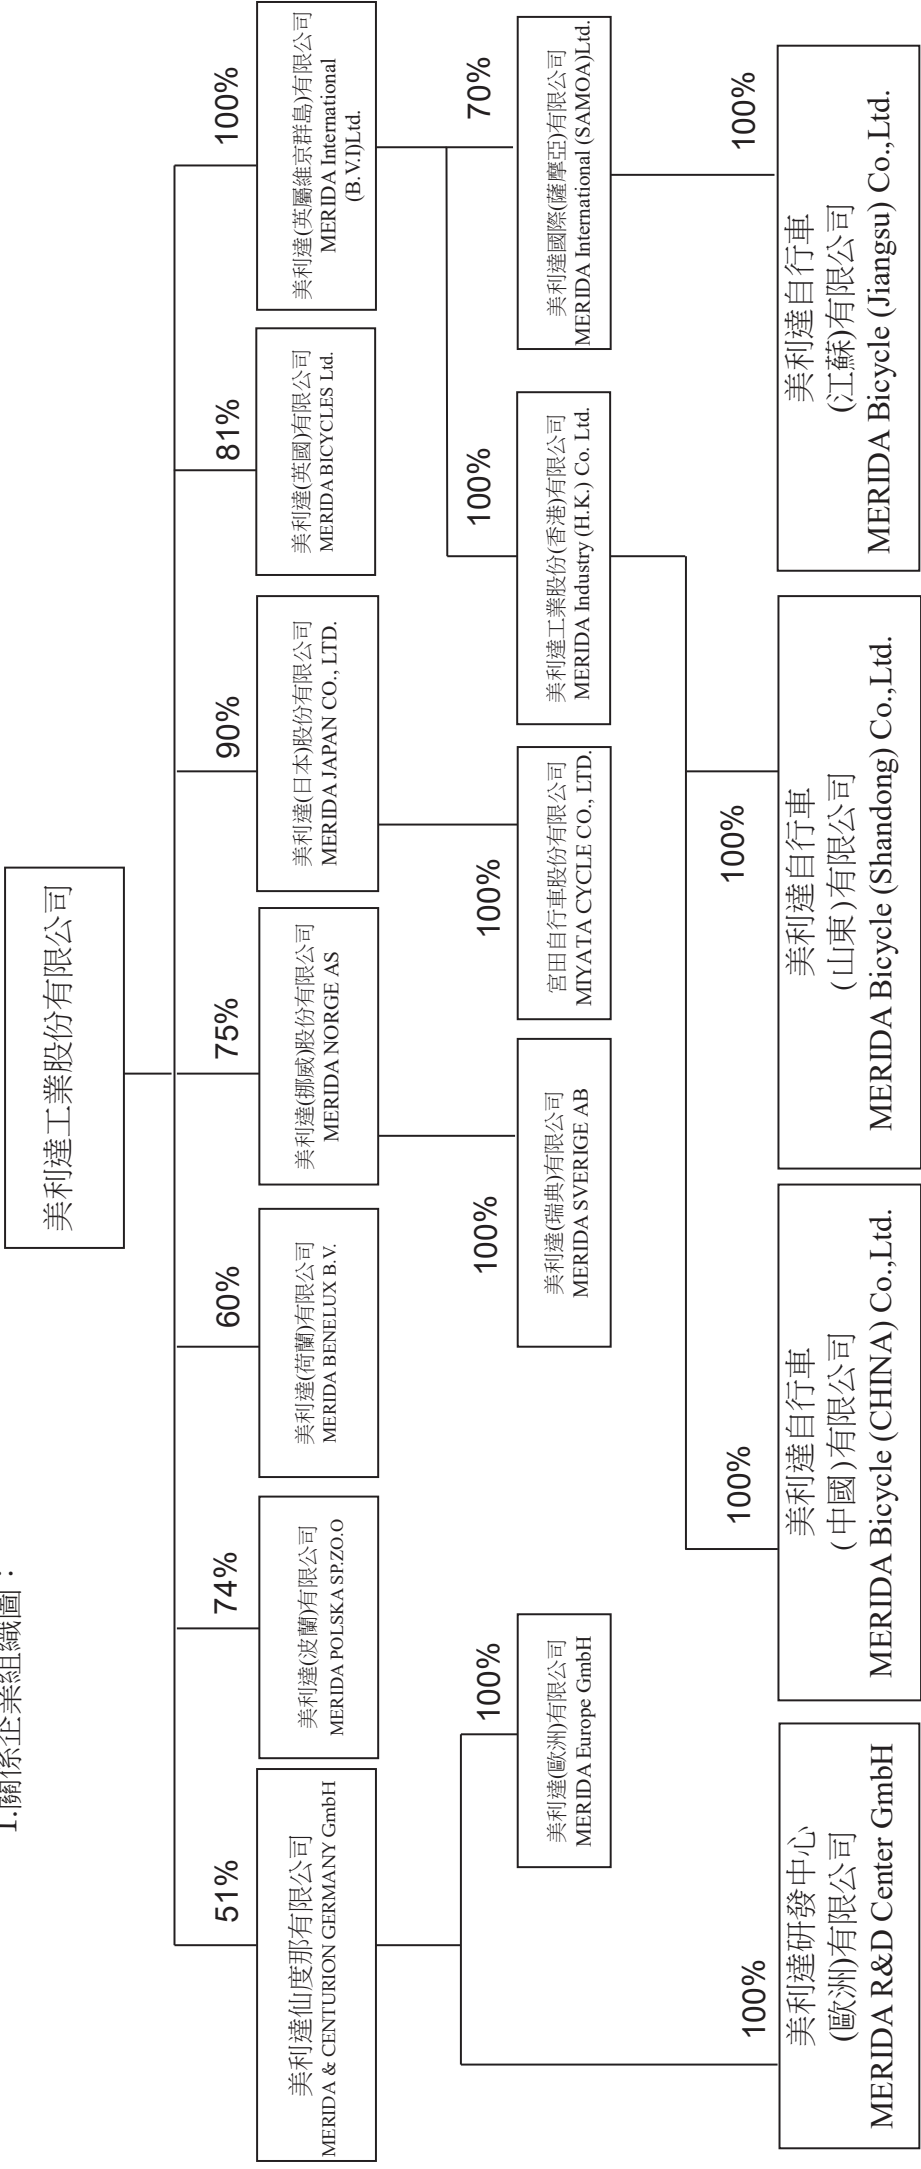 1.關係企業組織圖：
美利達工業股份有限公司
51%
74%
60%
75%
90%
81%
100%
美利達仙度那有限公司
MERIDA & CENTURION GERMANY GmbH
美利達(波蘭)有限公司
MERIDA POLSKA SP.ZO.O
美利達(荷蘭)有限公司
MERIDA BENELUX B.V.
美利達(挪威)股份有限公司
MERIDA NORGE AS
美利達(日本)股份有限公司
MERIDA JAPAN CO., LTD.
美利達(英國)有限公司
MERIDA BICYCLES Ltd.
美利達(英屬維京群島)有限公司
MERIDA International
(B.V.I)Ltd.
100%
100%
100%
100%
70%
美利達(歐洲)有限公司
MERIDA Europe GmbH
美利達(瑞典)有限公司
MERIDA SVERIGE AB
宮田自行車股份有限公司
MIYATA CYCLE CO., LTD.
美利達工業股份(香港)有限公司
MERIDA Industry (H.K.) Co. Ltd.
美利達國際(薩摩亞)有限公司
MERIDA International (SAMOA)Ltd.
100%
100%
100%
100%
美利達研發中心
(歐洲)有限公司
MERIDA R&D Center GmbH
美利達自行車
(中國)有限公司
MERIDA Bicycle (CHINA) Co.,Ltd.
美利達自行車
(山東)有限公司
MERIDA Bicycle (Shandong) Co.,Ltd.
美利達自行車
(江蘇)有限公司
MERIDA Bicycle (Jiangsu) Co.,Ltd.